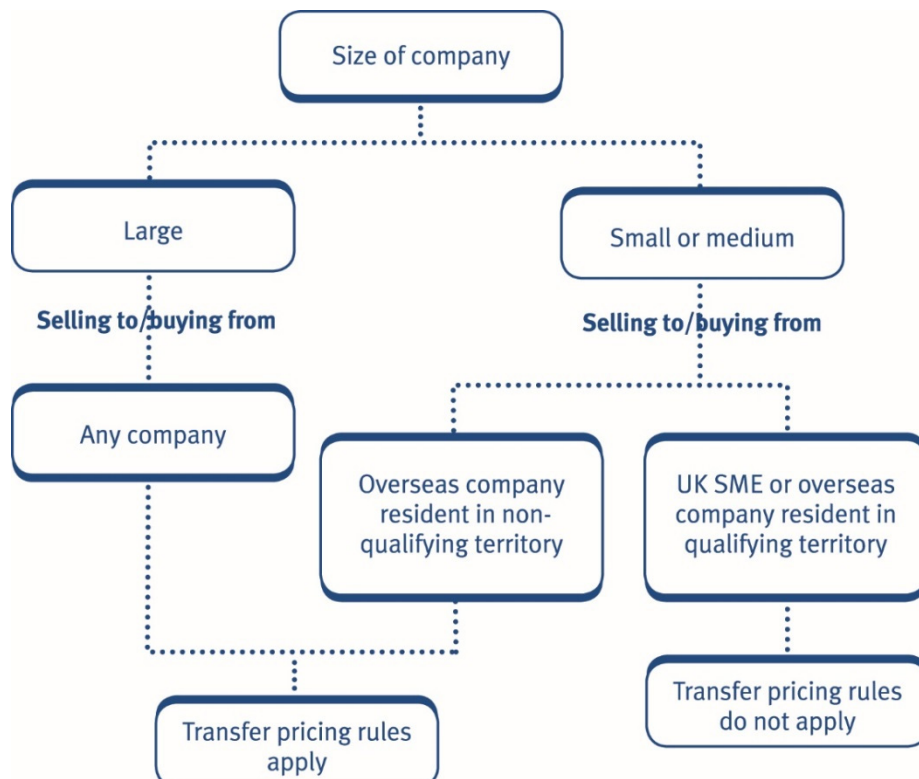 Size of company
Large
Small or medium
Selling to/buying from
Selling to/buying from
Any company
Overseas company
resident in non-
qualifying territory
UK SME or overseas
company resident in
qualifying territory
Transfer pricing rules
apply
Transfer pricing rules
do not apply